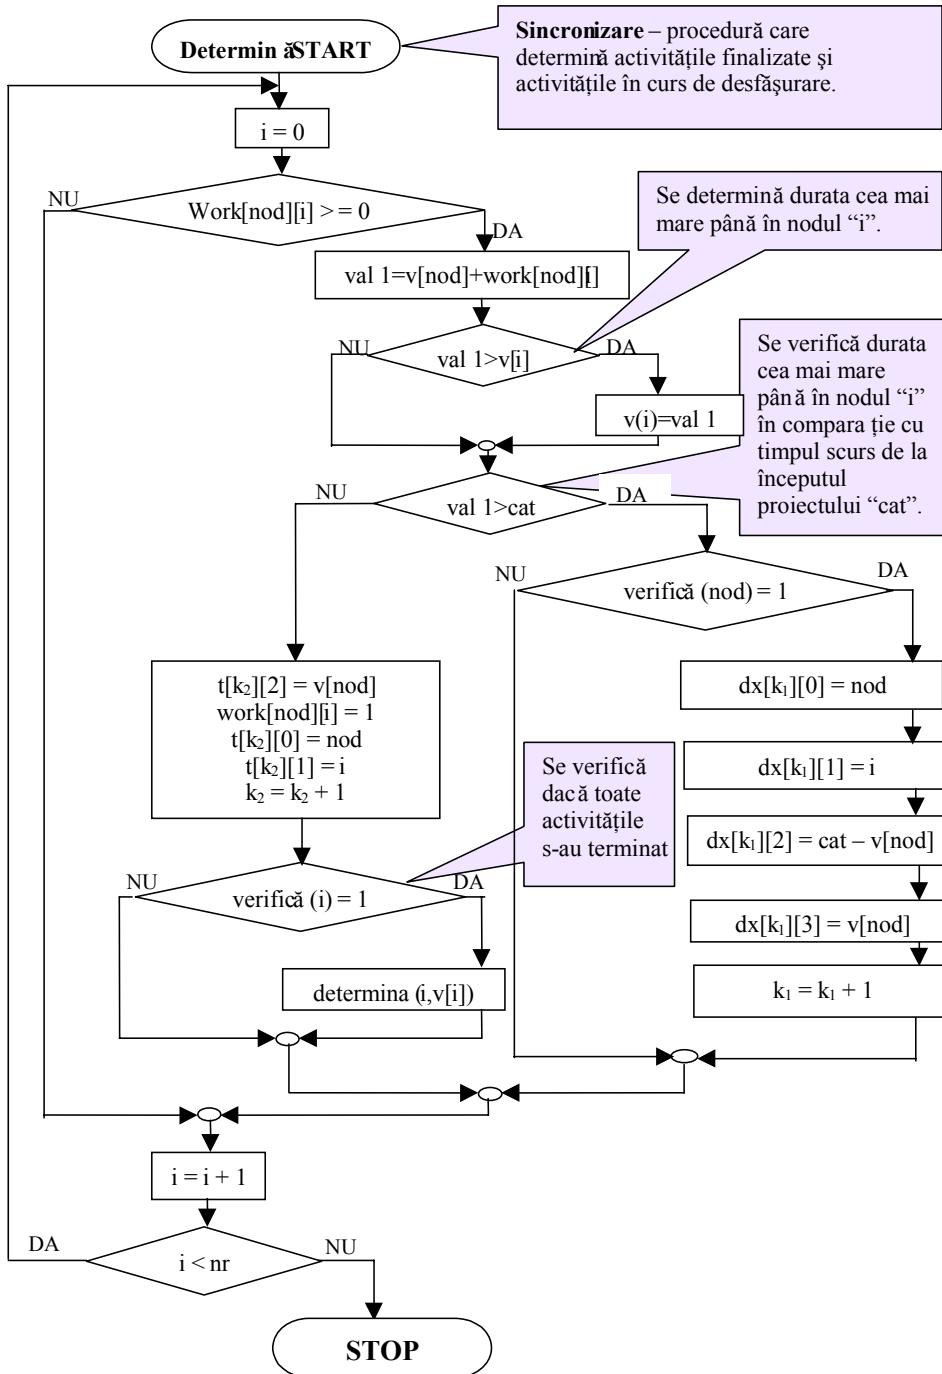 Determin ăSTART
Sincronizare – procedură care
determină activităţile finalizate şi
activităţile în curs de desfăşurare.
i = 0
NU
Work[nod][i] > = 0
DA
Se determină durata cea mai
mare până în nodul “i”.
val 1=v[nod]+work[nod][i]
NU
val 1>v[i]
DA
v(i)=val 1
Se verifică durata
cea mai mare
până în nodul “i”
în compara ţie cu
timpul scurs de la
începutul
proiectului “cat”.
NU
val 1>cat
DA
NU
verifică (nod) = 1
DA
t[k₂][2] = v[nod]
work[nod][i] = 1
t[k₂][0] = nod
t[k₂][1] = i
k₂ = k₂ + 1
dx[k₁][0] = nod
dx[k₁][1] = i
dx[k₁][2] = cat – v[nod]
dx[k₁][3] = v[nod]
k₁ = k₁ + 1
Se verifică
dacă toate
activităţile
s-au terminat
NU
verifică (i) = 1
DA
determina (i,v[i])
i = i + 1
DA
i < nr
NU
STOP